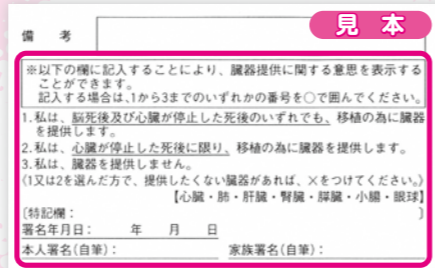 見本
備考
※以下の欄に記入することにより、臓器提供に関する意思を表示する
ことができます。
記入する場合は、1から3までのいずれかの番号を○で囲んでください。
1.私は、脳死後及び心臓が停止した死後のいずれでも、移植の為に臓器
を提供します。
2.私は、心臓が停止した死後に限り、移植の為に臓器を提供します。
3.私は、臓器を提供しません。
〈1又は2を選んだ方で、提供したくない臓器があれば、×をつけてください。〉
【心臓・肺・肝臓・腎臓・膵臓・小腸・眼球】
〔特記欄： 〕
署名年月日： 年 月 日
本人署名(自筆)： 家族署名(自筆)：